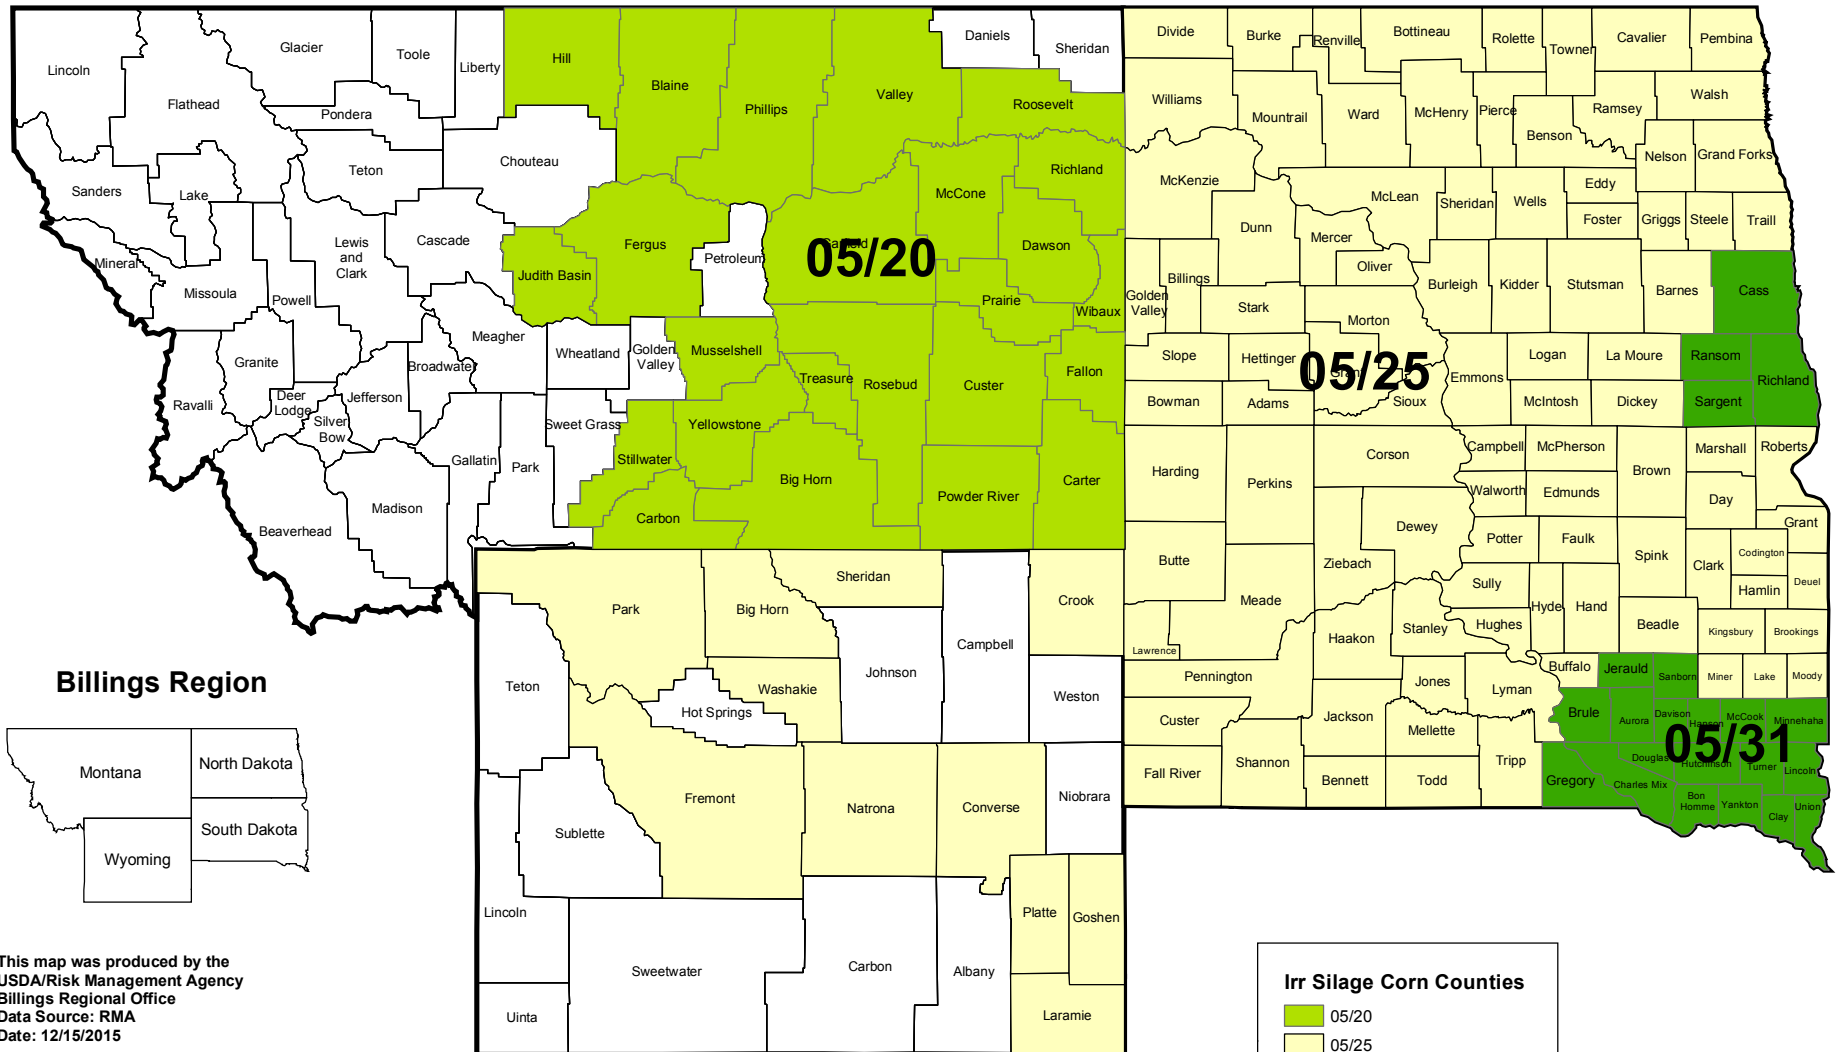 Lincoln
Flathead
Glacier
Toole
Liberty
Pondera
Hill
Blaine
Phillips
Valley
Daniels
Sheridan
Roosevelt
Chouteau
Teton
Sanders
Lake
Mineral
Missoula
Powell
Lewis
and
Clark
Cascade
Judith Basin
Fergus
Petroleum
05/20
McCone
Richland
Dawson
Prairie
Wibaux
Meagher
Wheatland
Golden
Valley
Musselshell
Treasure
Rosebud
Custer
Fallon
Granite
Ravalli
Deer
Lodge
Silver
Bow
Jefferson
Broadwater
Sweet Grass
Yellowstone
Stillwater
Gallatin
Park
Big Horn
Powder River
Carter
Carbon
Madison
Beaverhead
Divide
Burke
Renville
Bottineau
Rolette
Towner
Cavalier
Pembina
Williams
Mountrail
Ward
McHenry
Pierce
Benson
Ramsey
Walsh
Nelson
Grand Forks
McKenzie
McLean
Sheridan
Wells
Eddy
Foster
Griggs
Steele
Traill
Dunn
Mercer
Oliver
Golden
Valley
Billings
Stark
Morton
Burleigh
Kidder
Stutsman
Barnes
Cass
Slope
Hettinger
Grant
05/25
Emmons
Logan
La Moure
Ransom
Richland
Bowman
Adams
Sioux
McIntosh
Dickey
Sargent
Harding
Perkins
Corson
Campbell
McPherson
Brown
Marshall
Roberts
Walworth
Edmunds
Day
Grant
Dewey
Butte
Ziebach
Potter
Faulk
Spink
Clark
Codington
Deuel
Hamlin
Meade
Sully
Hyde
Hand
Beadle
Kingsbury
Brookings
Lawrence
Haakon
Stanley
Hughes
Buffalo
Jerauld
Sanborn
Miner
Lake
Moody
Pennington
Jones
Lyman
Brule
Aurora
Davison
Hanson
McCook
Minnehaha
Custer
Jackson
Mellette
05/31
Douglas
Hutchinson
Turner
Lincoln
Fall River
Shannon
Bennett
Todd
Tripp
Gregory
Charles Mix
Bon
Homme
Yankton
Clay
Union
Park
Big Horn
Sheridan
Campbell
Crook
Johnson
Teton
Washakie
Hot Springs
Weston
Fremont
Natrona
Converse
Niobrara
Sublette
Lincoln
Platte
Goshen
Sweetwater
Carbon
Albany
Uinta
Laramie
Billings Region
Montana
North Dakota
South Dakota
Wyoming
This map was produced by the
USDA/Risk Management Agency
Billings Regional Office
Data Source: RMA
Date: 12/15/2015
Irr Silage Corn Counties
05/20
05/25